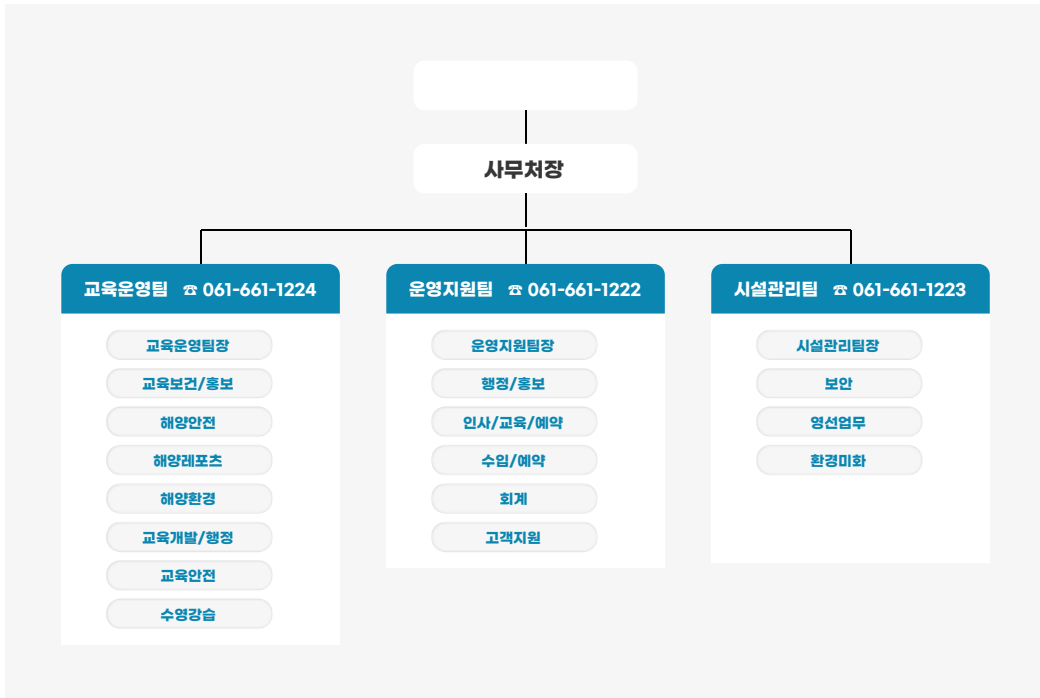 사무처장
교육운영팀 ☎ 061-661-1224
교육운영팀장
교육보건/홍보
해양안전
해양레포츠
해양환경
교육개발/행정
교육안전
수영강습
운영지원팀 ☎ 061-661-1222
운영지원팀장
행정/홍보
인사/교육/예약
수입/예약
회계
고객지원
시설관리팀 ☎ 061-661-1223
시설관리팀장
보안
영선업무
환경미화